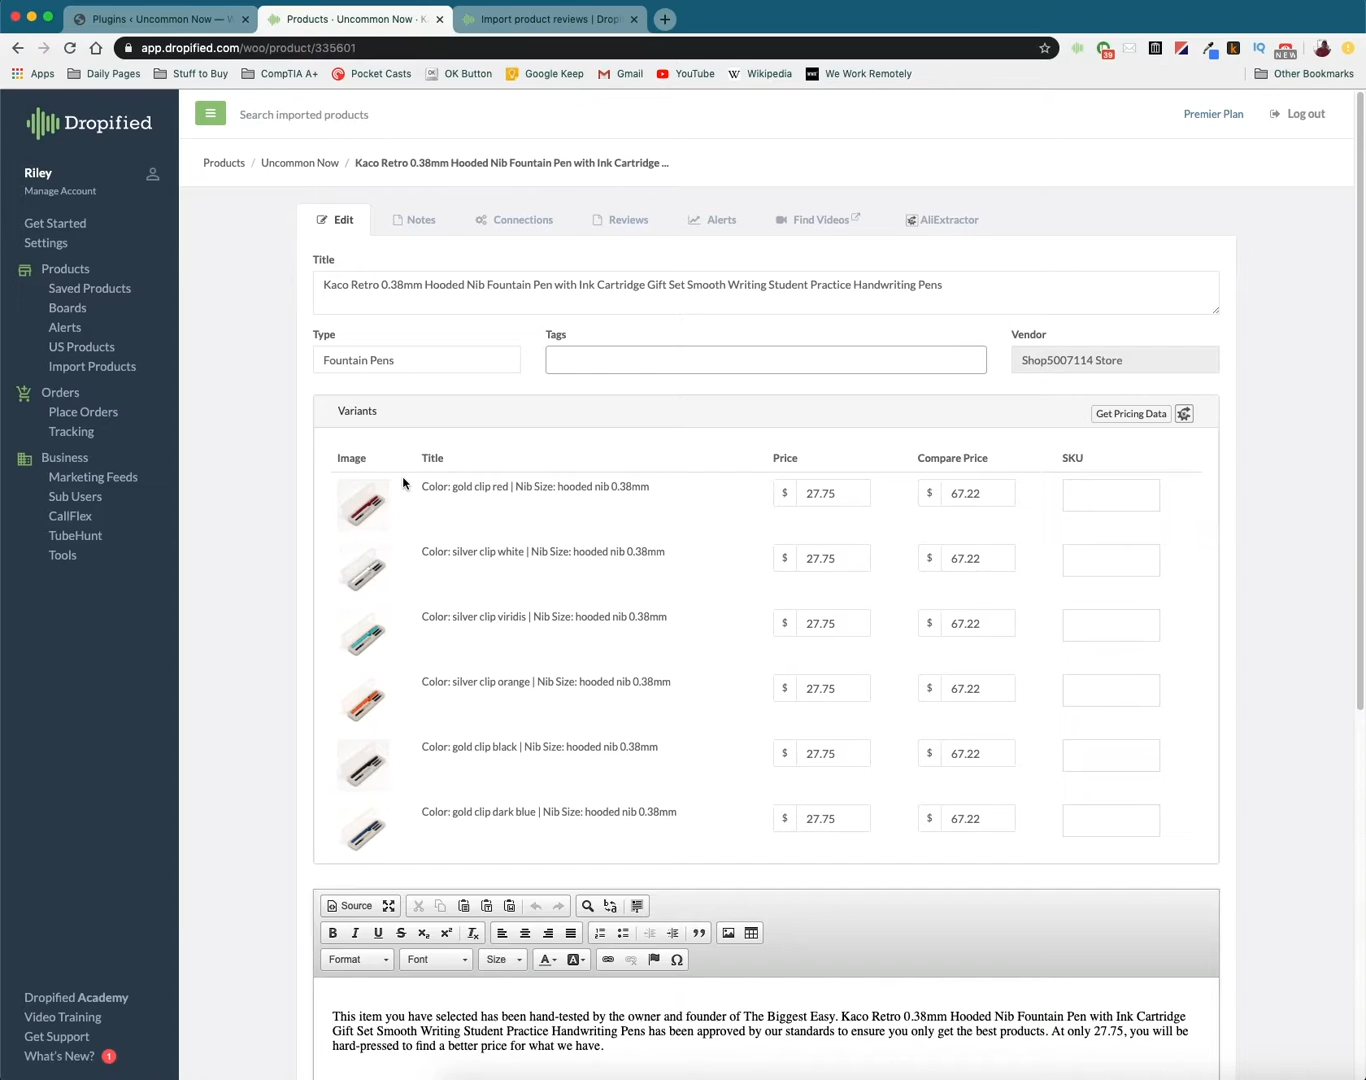 Plugins ‹ Uncommon Now — W
Products · Uncommon Now · K
Import product reviews | Dropi
app.dropified.com/woo/product/335601
39
NEW
Apps
Daily Pages
Stuff to Buy
CompTIA A+
Pocket Casts
OK Button
Google Keep
Gmail
YouTube
Wikipedia
We Work Remotely
Other Bookmarks
Dropified
Search imported products
Premier Plan
Log out
Riley
Manage Account
Products / Uncommon Now / Kaco Retro 0.38mm Hooded Nib Fountain Pen with Ink Cartridge ...
Get Started
Settings
Products
Saved Products
Boards
Alerts
US Products
Import Products
Orders
Place Orders
Tracking
Business
Marketing Feeds
Sub Users
CallFlex
TubeHunt
Tools
Dropified Academy
Video Training
Get Support
What's New? 1
Edit
Notes
Connections
Reviews
Alerts
Find Videos
AliExtractor
Title
Kaco Retro 0.38mm Hooded Nib Fountain Pen with Ink Cartridge Gift Set Smooth Writing Student Practice Handwriting Pens
Type
Tags
Vendor
Fountain Pens
Shop5007114 Store
Variants
Get Pricing Data
Image Title Price Compare Price SKU
Color: gold clip red | Nib Size: hooded nib 0.38mm $ 27.75 $ 67.22
Color: silver clip white | Nib Size: hooded nib 0.38mm $ 27.75 $ 67.22
Color: silver clip viridis | Nib Size: hooded nib 0.38mm $ 27.75 $ 67.22
Color: silver clip orange | Nib Size: hooded nib 0.38mm $ 27.75 $ 67.22
Color: gold clip black | Nib Size: hooded nib 0.38mm $ 27.75 $ 67.22
Color: gold clip dark blue | Nib Size: hooded nib 0.38mm $ 27.75 $ 67.22
Source
Format
Font
Size
This item you have selected has been hand-tested by the owner and founder of The Biggest Easy. Kaco Retro 0.38mm Hooded Nib Fountain Pen with Ink Cartridge
Gift Set Smooth Writing Student Practice Handwriting Pens has been approved by our standards to ensure you only get the best products. At only 27.75, you will be
hard-pressed to find a better price for what we have.